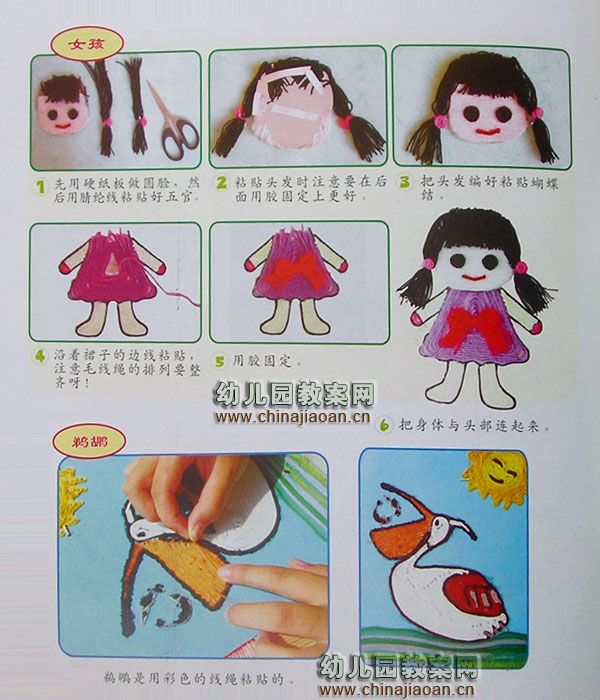 女孩
1 先用硬纸板做圆脸，然
后用腈纶线粘贴好五官。
2 粘贴头发时注意要在后
面用胶固定上更好。
3 把头发编好粘贴蝴蝶
结。
4 沿着裙子的边线粘贴，
注意毛线绳的排列要整
齐呀！
5 用胶固定。
幼儿园教案网
www.chinajiaoan.cn
6 把身体与头部连起来。
鹈鹕
鹈鹕是用彩色的线绳粘贴的。
幼儿园教案网
www.chinajiaoan.cn